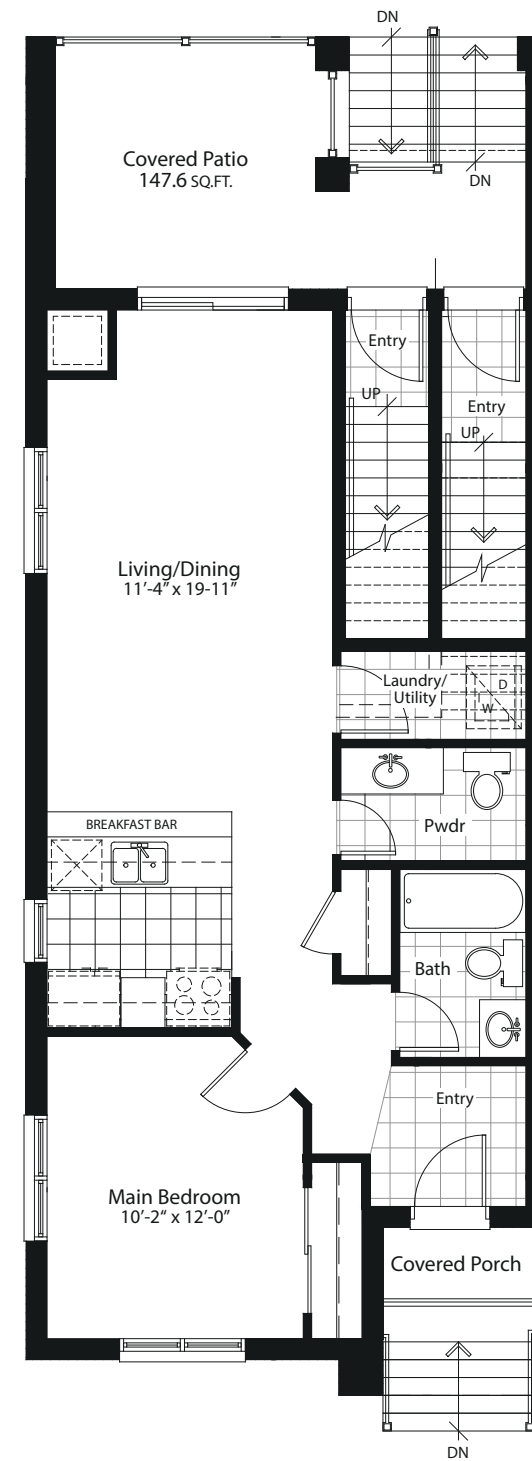 DN
Covered Patio
147.6 SQ.FT.
DN
Entry
UP
Entry
UP
Living/Dining
11'-4" x 19-11"
Laundry/
Utility
D
W
BREAKFAST BAR
Pwdr
Bath
Entry
Main Bedroom
10'-2" x 12'-0"
Covered Porch
DN